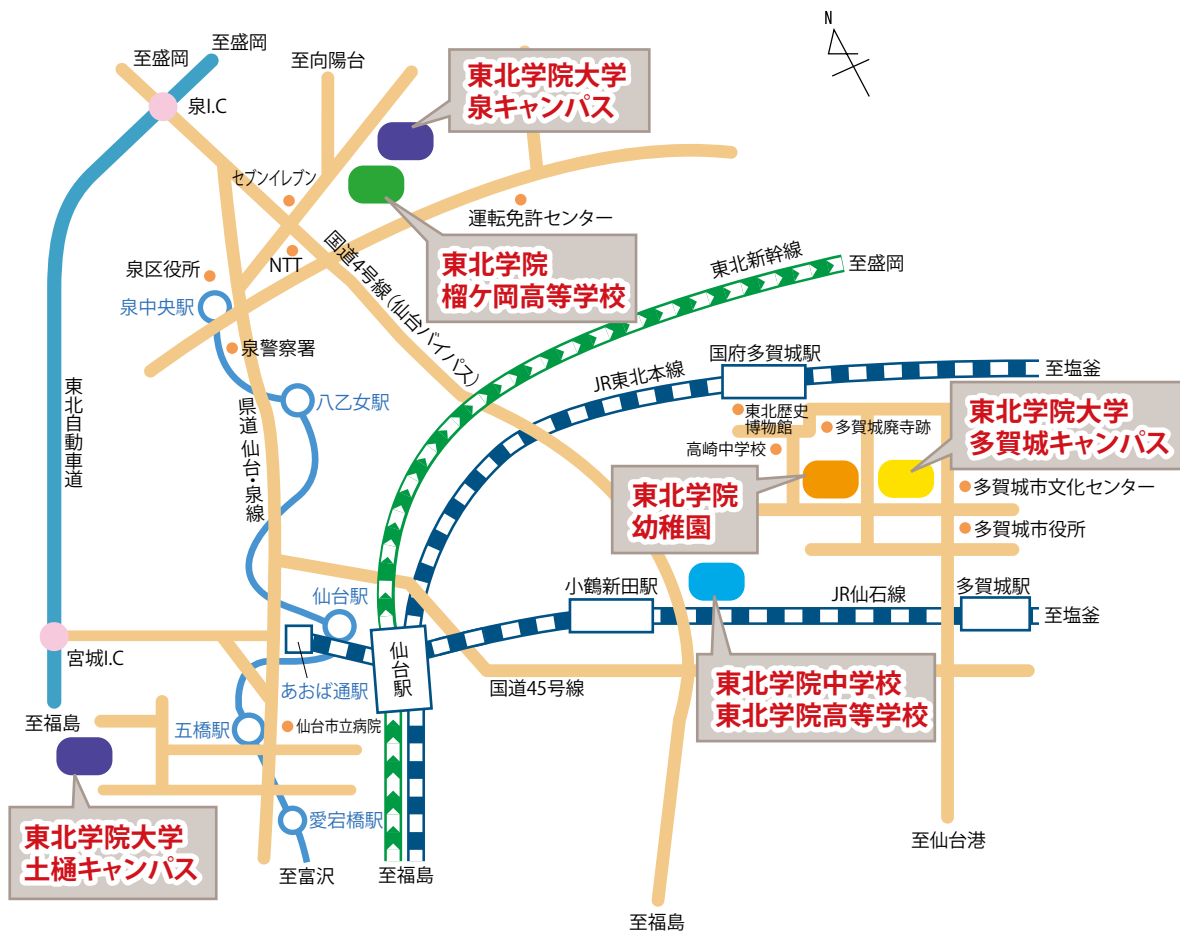 N
至盛岡
至盛岡
至向陽台
東北学院大学
泉キャンパス
泉I.C
セブンイレブン
運転免許センター
NTT
東北学院
榴ケ岡高等学校
泉区役所
泉中央駅
国道4号線(仙台バイパス)
東北新幹線
至盛岡
泉警察署
国府多賀城駅
JR東北本線
至塩釜
東北自動車道
八乙女駅
県道 仙台・泉線
東北歴史
博物館
多賀城廃寺跡
高崎中学校
東北学院大学
多賀城キャンパス
東北学院
幼稚園
多賀城市文化センター
多賀城市役所
仙台駅
小鶴新田駅
JR仙石線
多賀城駅
至塩釜
宮城I.C
仙台駅
あおば通駅
国道45号線
東北学院中学校
東北学院高等学校
至福島
五橋駅
仙台市立病院
東北学院大学
土樋キャンパス
愛宕橋駅
至富沢
至福島
至仙台港
至福島